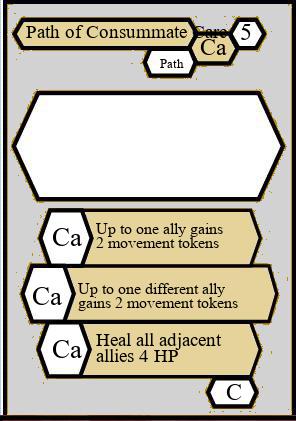 Path of Consummate Care 5
Ca
Path
Ca Up to one ally gains
2 movement tokens
Ca Up to one different ally
gains 2 movement tokens
Ca Heal all adjacent
allies 4 HP
C